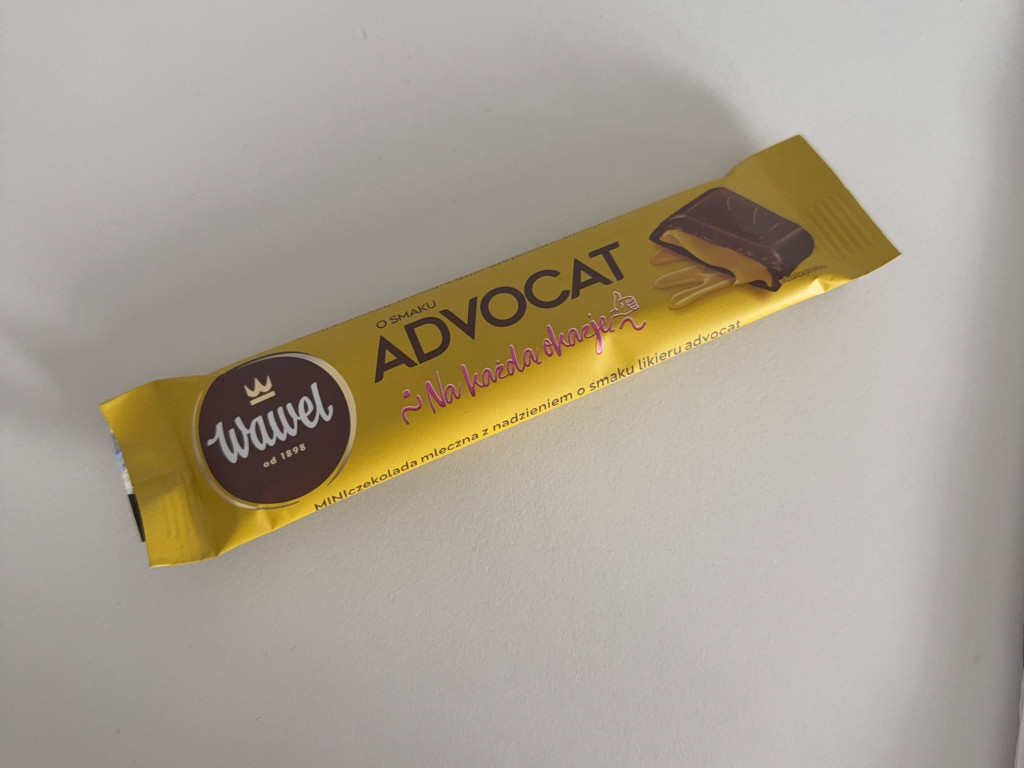 wawel
od 1898
O SMAKU
ADVOCAT
Na każdą okazję
MINIczekolada mleczna z nadzieniem o smaku likieru advocat